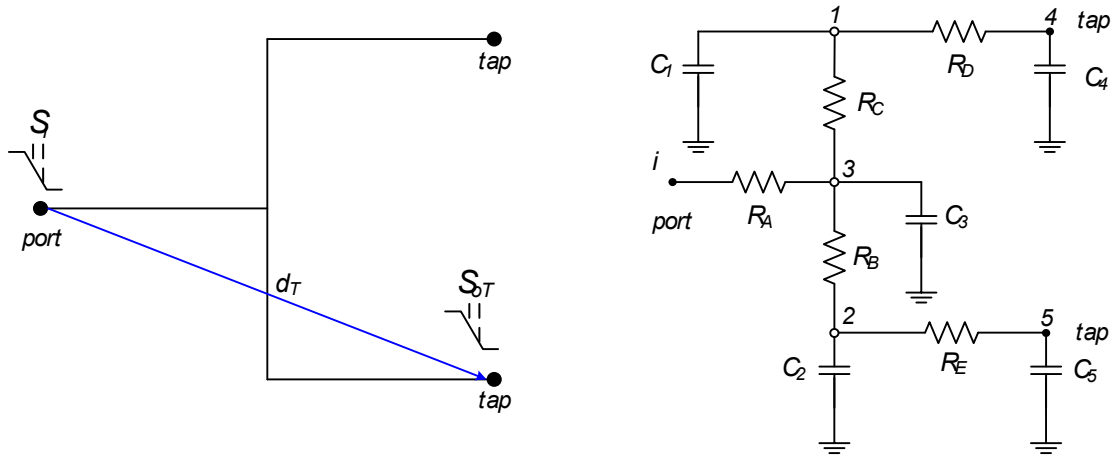 tap
S_i
port
d_T
S_oT
tap
1
4 tap
C_1
R_D
C_4
R_C
i
3
port
R_A
C_3
R_B
2
5 tap
C_2
R_E
C_5